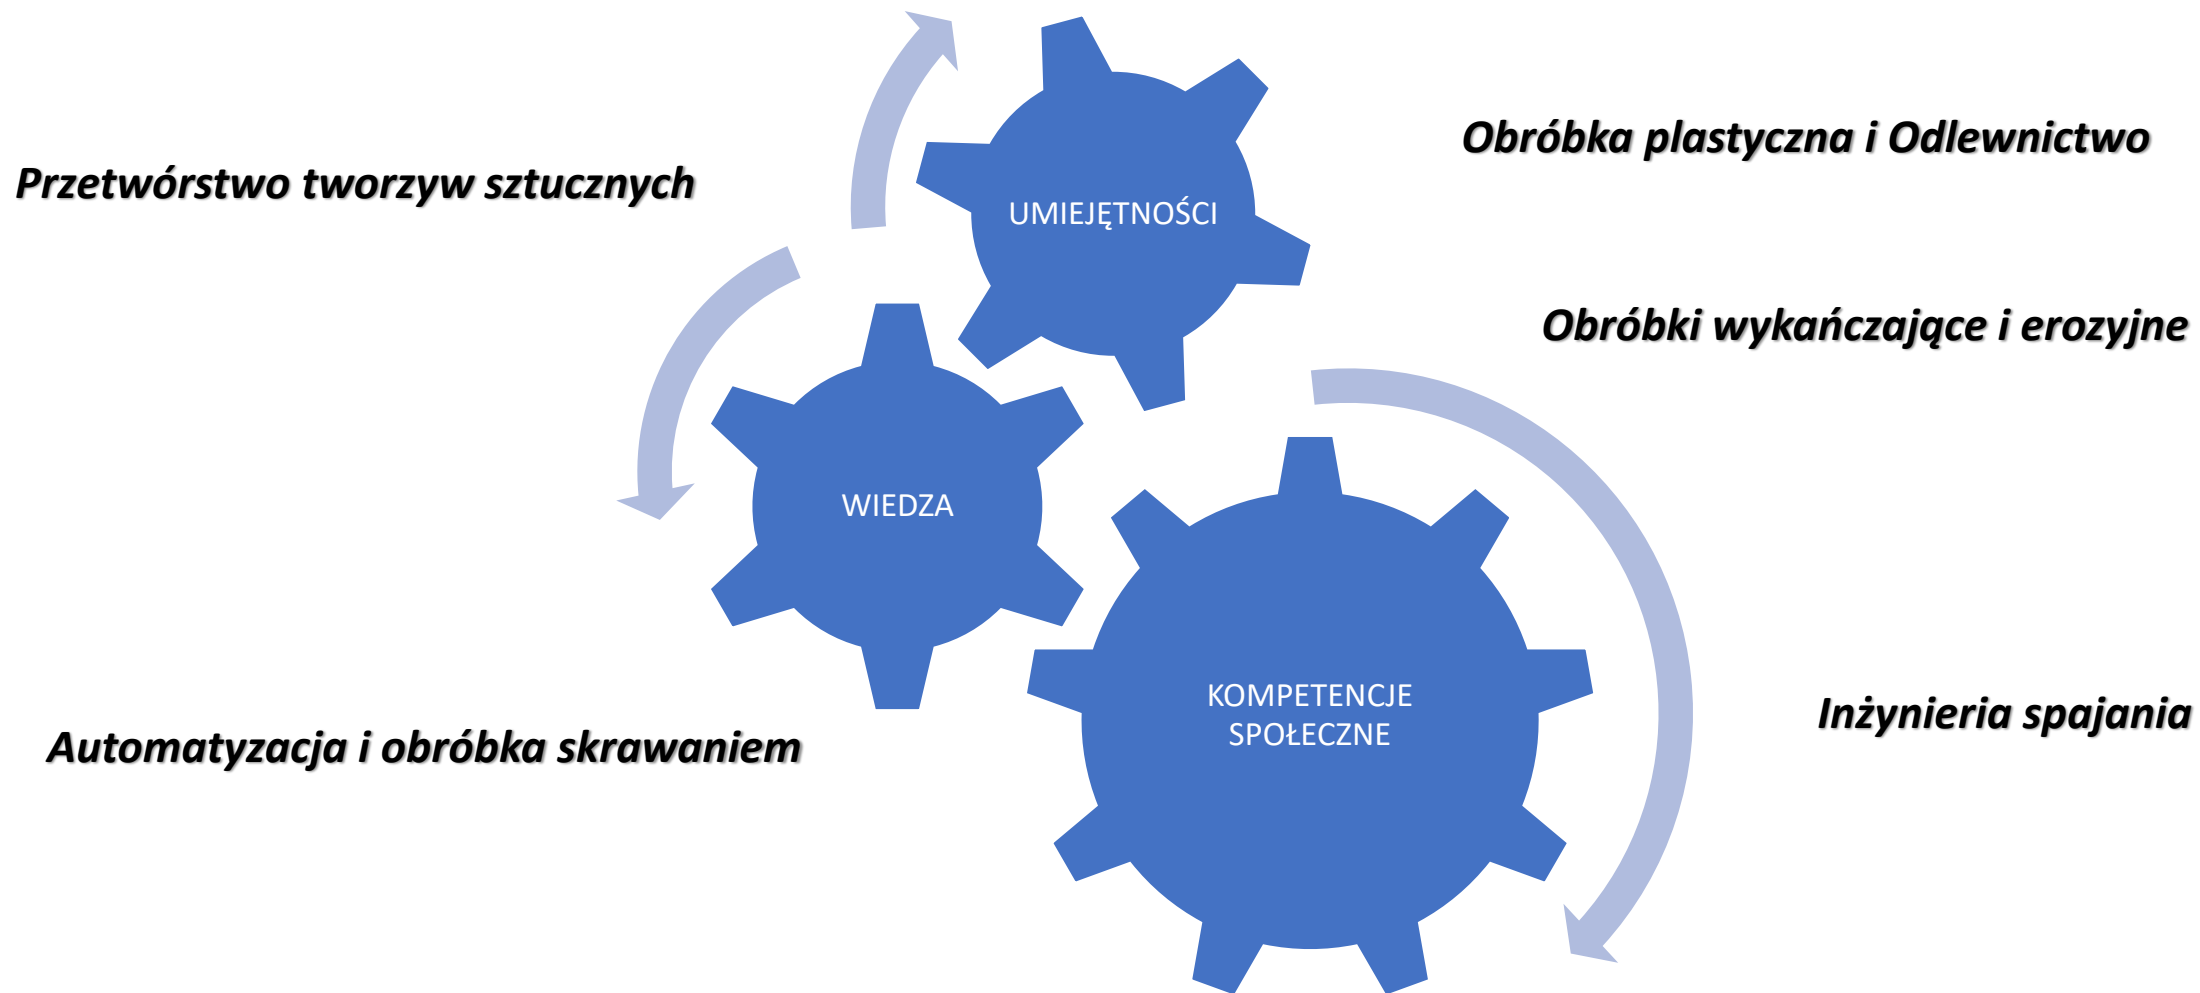 Obróbka plastyczna i Odlewnictwo
Przetwórstwo tworzyw sztucznych
UMIEJĘTNOŚCI
Obróbki wykańczające i erozyjne
WIEDZA
KOMPETENCJE
SPOŁECZNE
Inżynieria spajania
Automatyzacja i obróbka skrawaniem